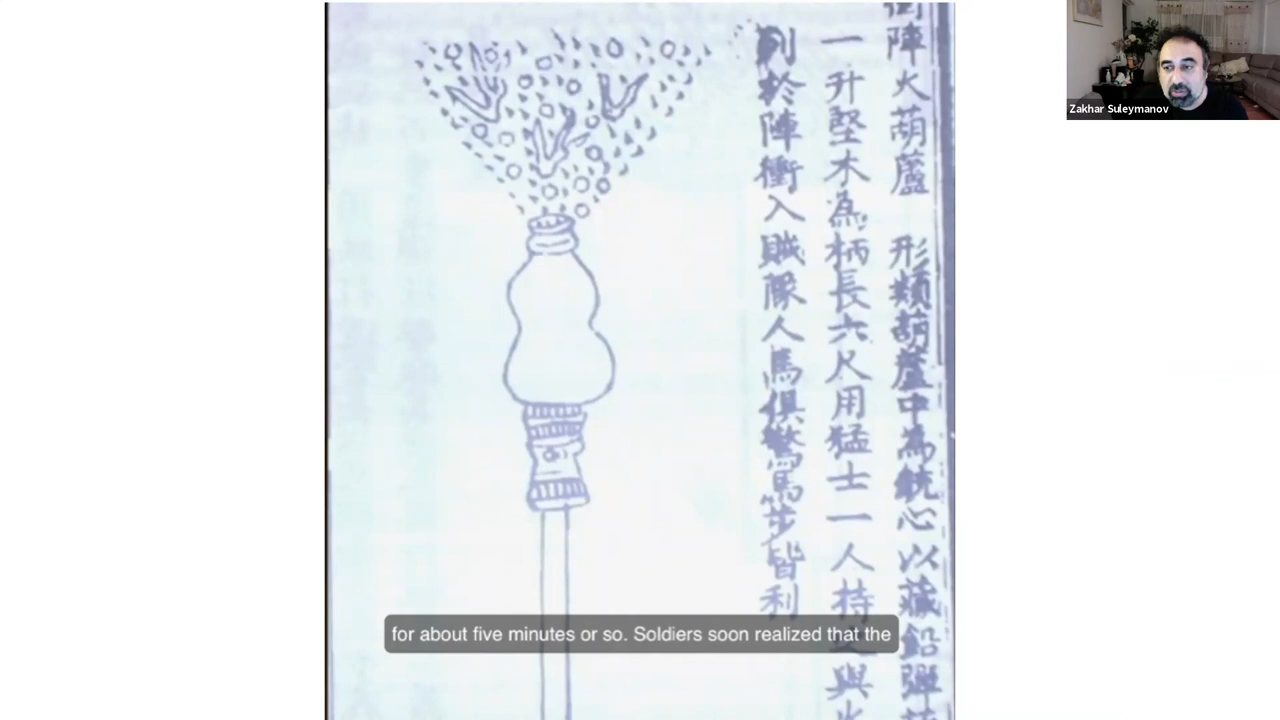 陣火葫蘆 形類葫蘆中為銃心以藏鉛彈
一升堅木為柄長六尺用猛士一人持之與火
列於陣衝入賊隊人馬俱驚馬步皆利
Zakhar Suleymanov
for about five minutes or so. Soldiers soon realized that the